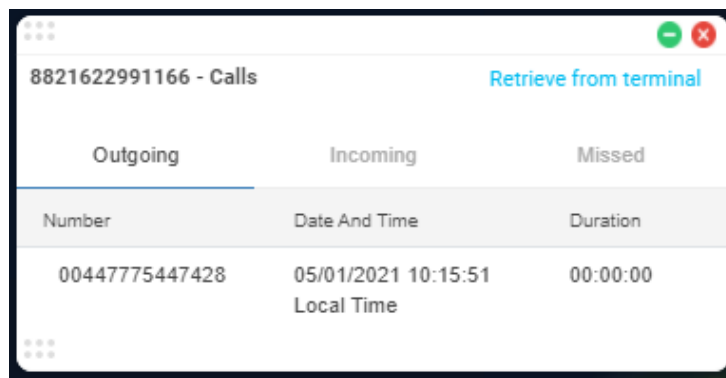 8821622991166 - Calls
Retrieve from terminal
Outgoing Incoming Missed
Number Date And Time Duration
00447775447428 05/01/2021 10:15:51 00:00:00
Local Time